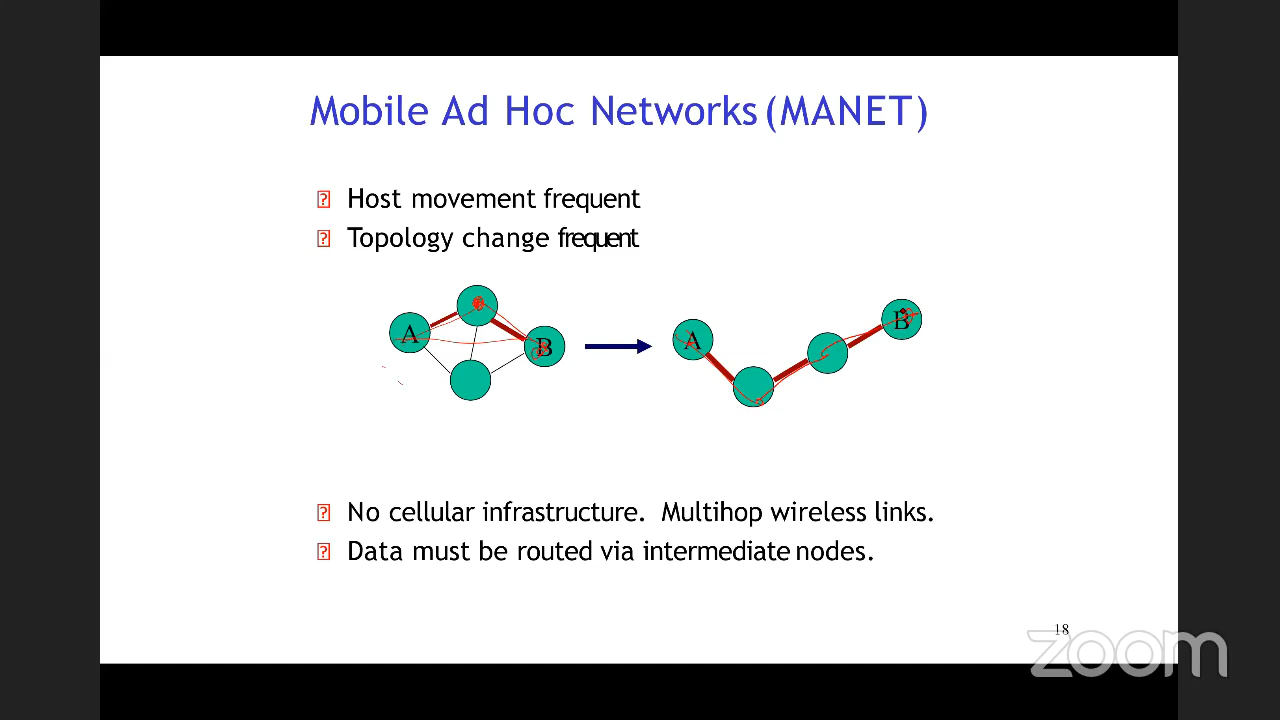 Mobile Ad Hoc Networks (MANET)
Host movement frequent
Topology change frequent
A
B
A
B
No cellular infrastructure. Multihop wireless links.
Data must be routed via intermediate nodes.
18
zoom